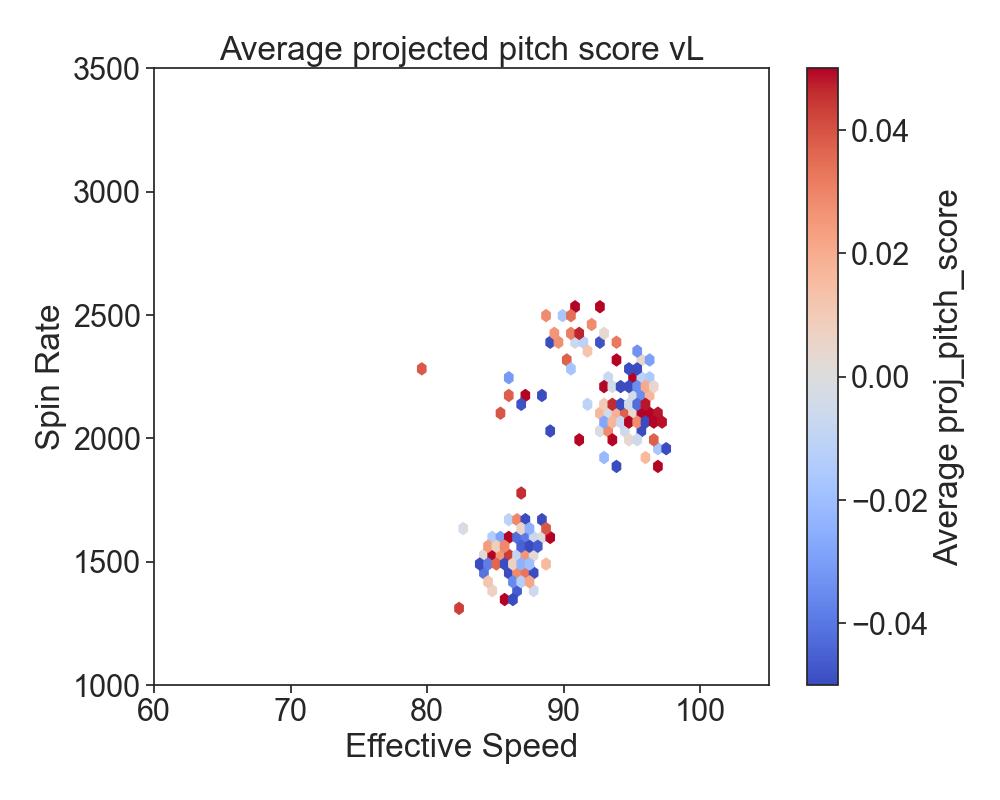 Average projected pitch score vL
3500
3000
2500
2000
1500
1000
Spin Rate
60 70 80 90 100
Effective Speed
0.04
0.02
0.00
−0.02
−0.04
Average proj_pitch_score